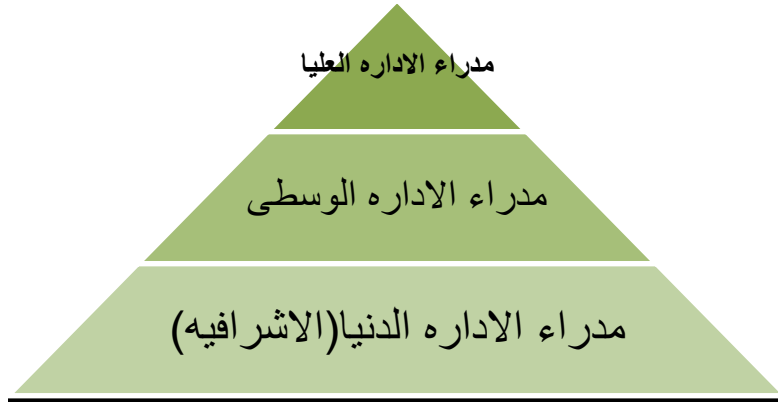 مدراء الاداره العليا
مدراء الاداره الوسطى
مدراء الاداره الدنيا(الاشرافيه)